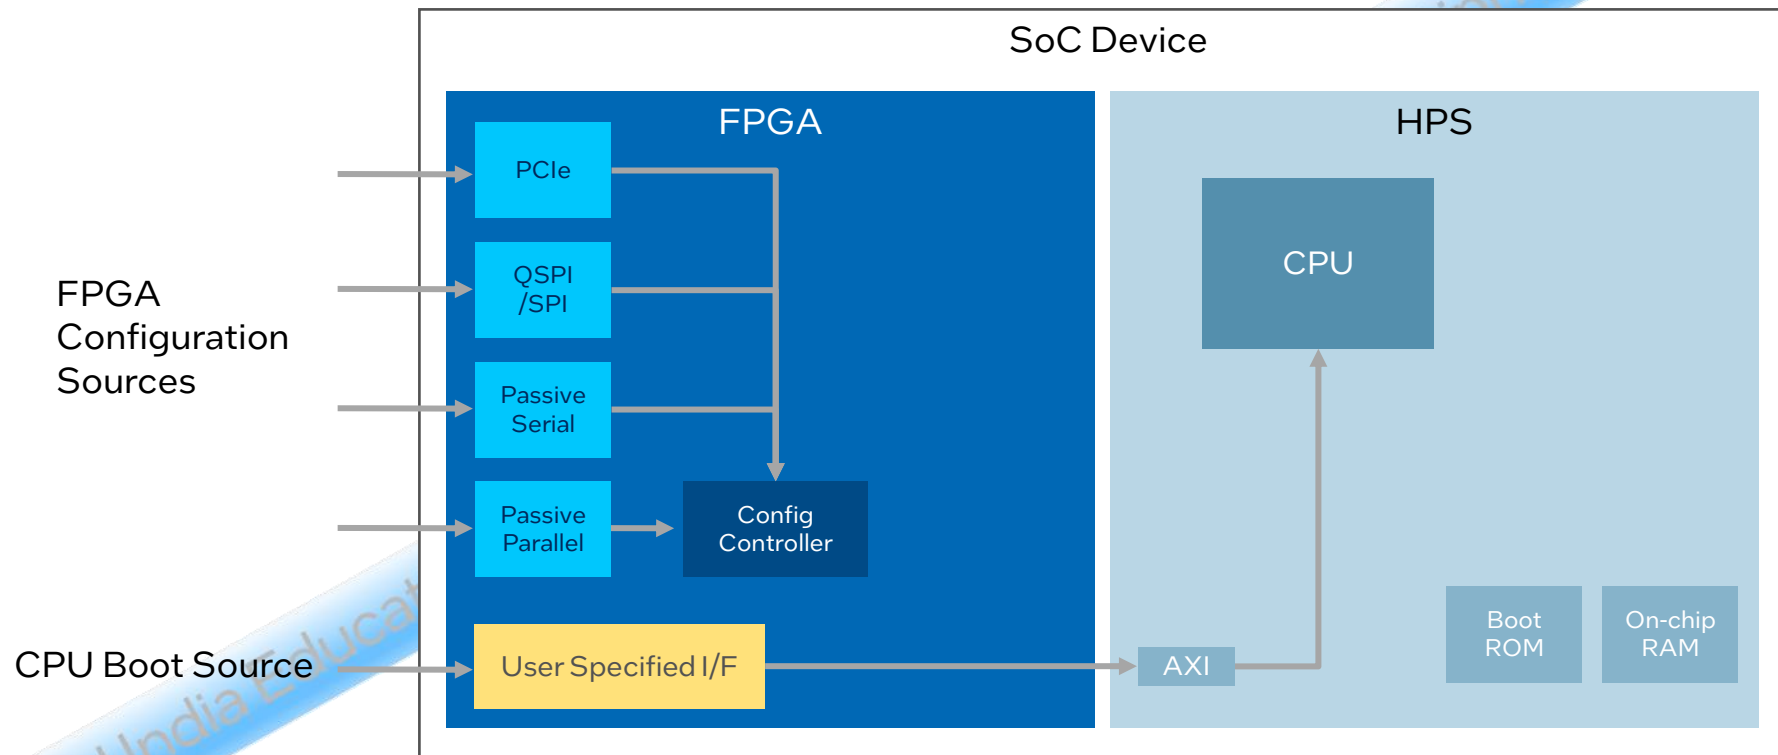 SoC Device
FPGA
HPS
PCIe
QSPI
/SPI
CPU
FPGA
Configuration
Sources
Passive
Serial
Passive
Parallel
Config
Controller
Boot
ROM
On-chip
RAM
CPU Boot Source
User Specified I/F
AXI